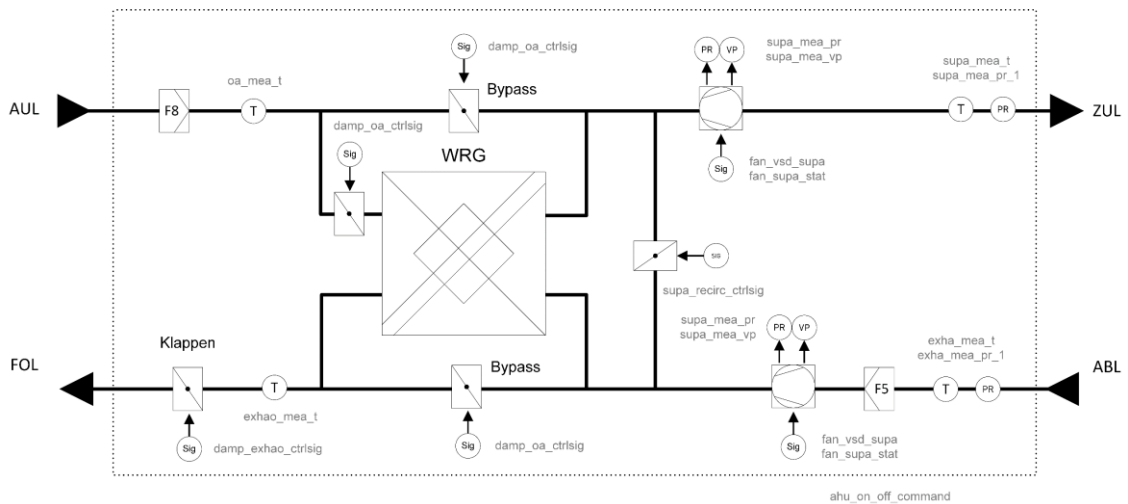 Sig
damp_oa_ctrlsig
PR
VP
supa_mea_pr
supa_mea_vp
supa_mea_t
supa_mea_pr_1
oa_mea_t
Bypass
AUL
F8
T
T
PR
ZUL
damp_oa_ctrlsig
Sig
WRG
Sig
fan_vsd_supa
fan_supa_stat
SIG
supa_recirc_ctrlsig
supa_mea_pr
supa_mea_vp
PR
VP
exha_mea_t
exha_mea_pr_1
Klappen
Bypass
FOL
T
F5
T
PR
ABL
exhao_mea_t
Sig
damp_exhao_ctrlsig
Sig
damp_oa_ctrlsig
Sig
fan_vsd_supa
fan_supa_stat
ahu_on_off_command